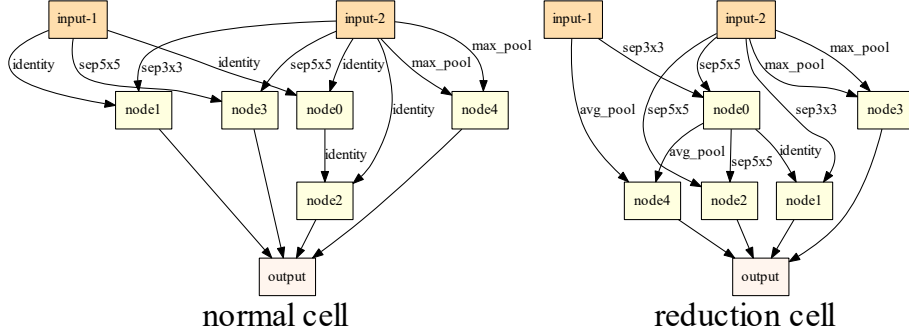 input-1 input-2 input-1 input-2
max_pool
sep3x3 max_pool
identity sep5x5 sep3x3 identity sep5x5 identity max_pool sep5x5 max_pool
node1 node3 node0 node4 avg_pool sep5x5 node0 sep3x3 node3
identity
identity avg_pool sep5x5 identity
node2 node4 node2 node1
output output
normal cell reduction cell